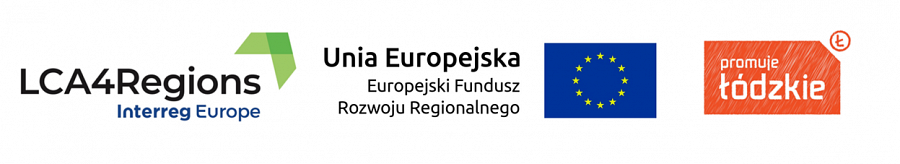 LCA4Regions
Interreg Europe
Unia Europejska
Europejski Fundusz
Rozwoju Regionalnego
promuje
łódzkie
Ł